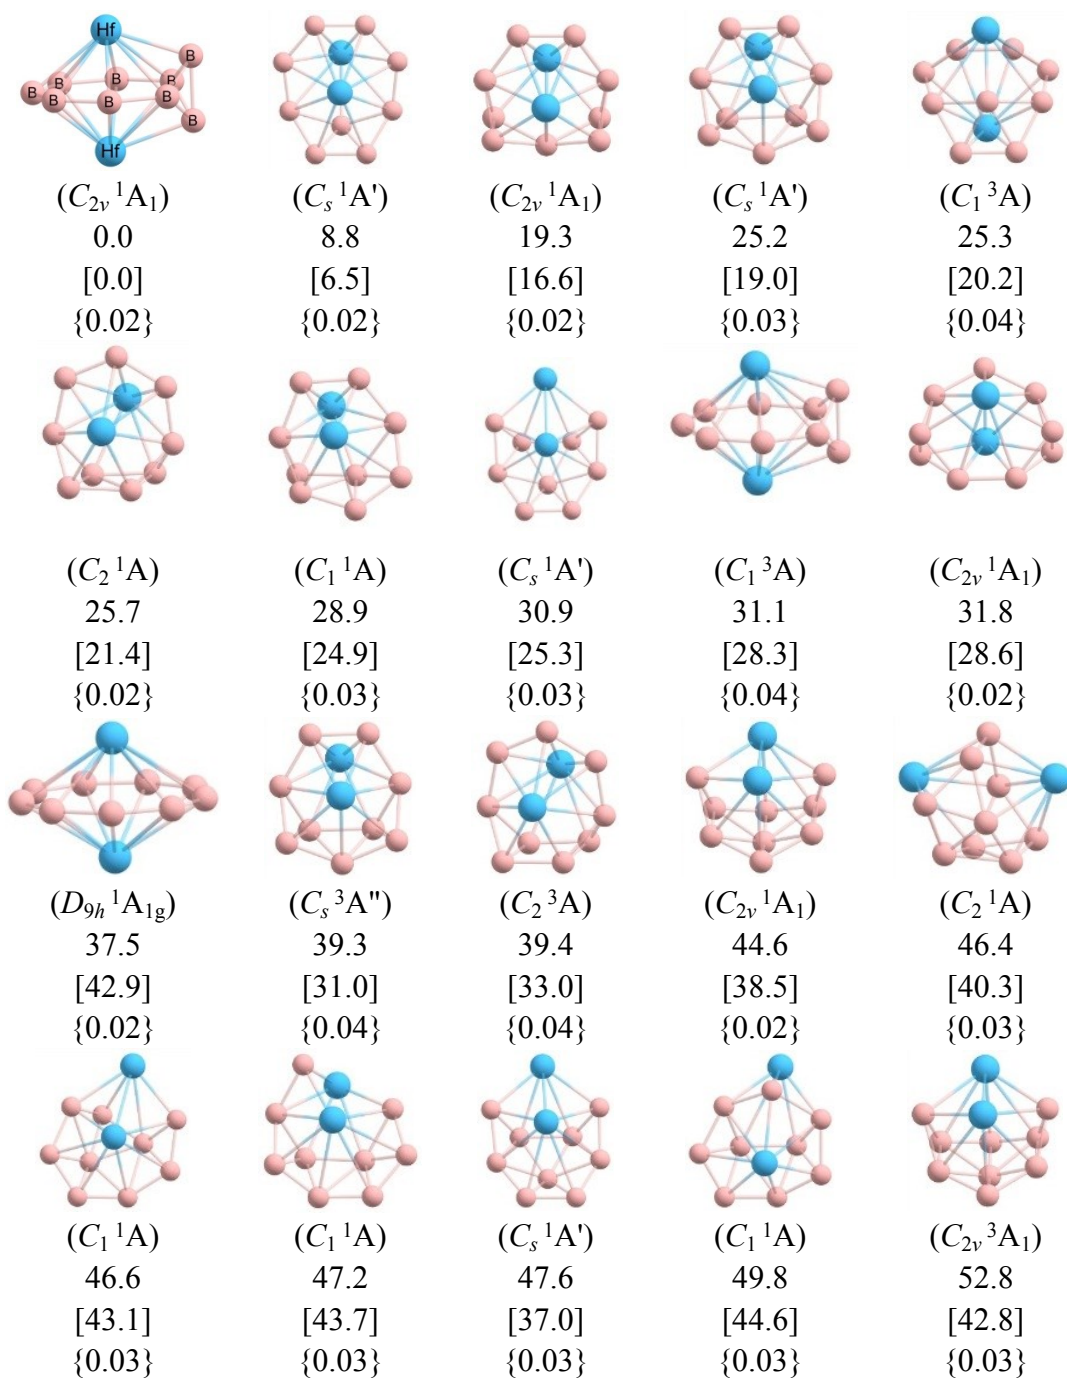 Hf
B B B B B B B B B
Hf
(C2v ¹A₁) (Cs ¹A') (C2v ¹A₁) (Cs ¹A') (C₁ ³A)
0.0 8.8 19.3 25.2 25.3
[0.0] [6.5] [16.6] [19.0] [20.2]
{0.02} {0.02} {0.02} {0.03} {0.04}
(C₂ ¹A) (C₁ ¹A) (Cs ¹A') (C₁ ³A) (C2v ¹A₁)
25.7 28.9 30.9 31.1 31.8
[21.4] [24.9] [25.3] [28.3] [28.6]
{0.02} {0.03} {0.03} {0.04} {0.02}
(D9h ¹A1g) (Cs ³A") (C₂ ³A) (C2v ¹A₁) (C₂ ¹A)
37.5 39.3 39.4 44.6 46.4
[42.9] [31.0] [33.0] [38.5] [40.3]
{0.02} {0.04} {0.04} {0.02} {0.03}
(C₁ ¹A) (C₁ ¹A) (Cs ¹A') (C₁ ¹A) (C2v ³A₁)
46.6 47.2 47.6 49.8 52.8
[43.1] [43.7] [37.0] [44.6] [42.8]
{0.03} {0.03} {0.03} {0.03} {0.03}